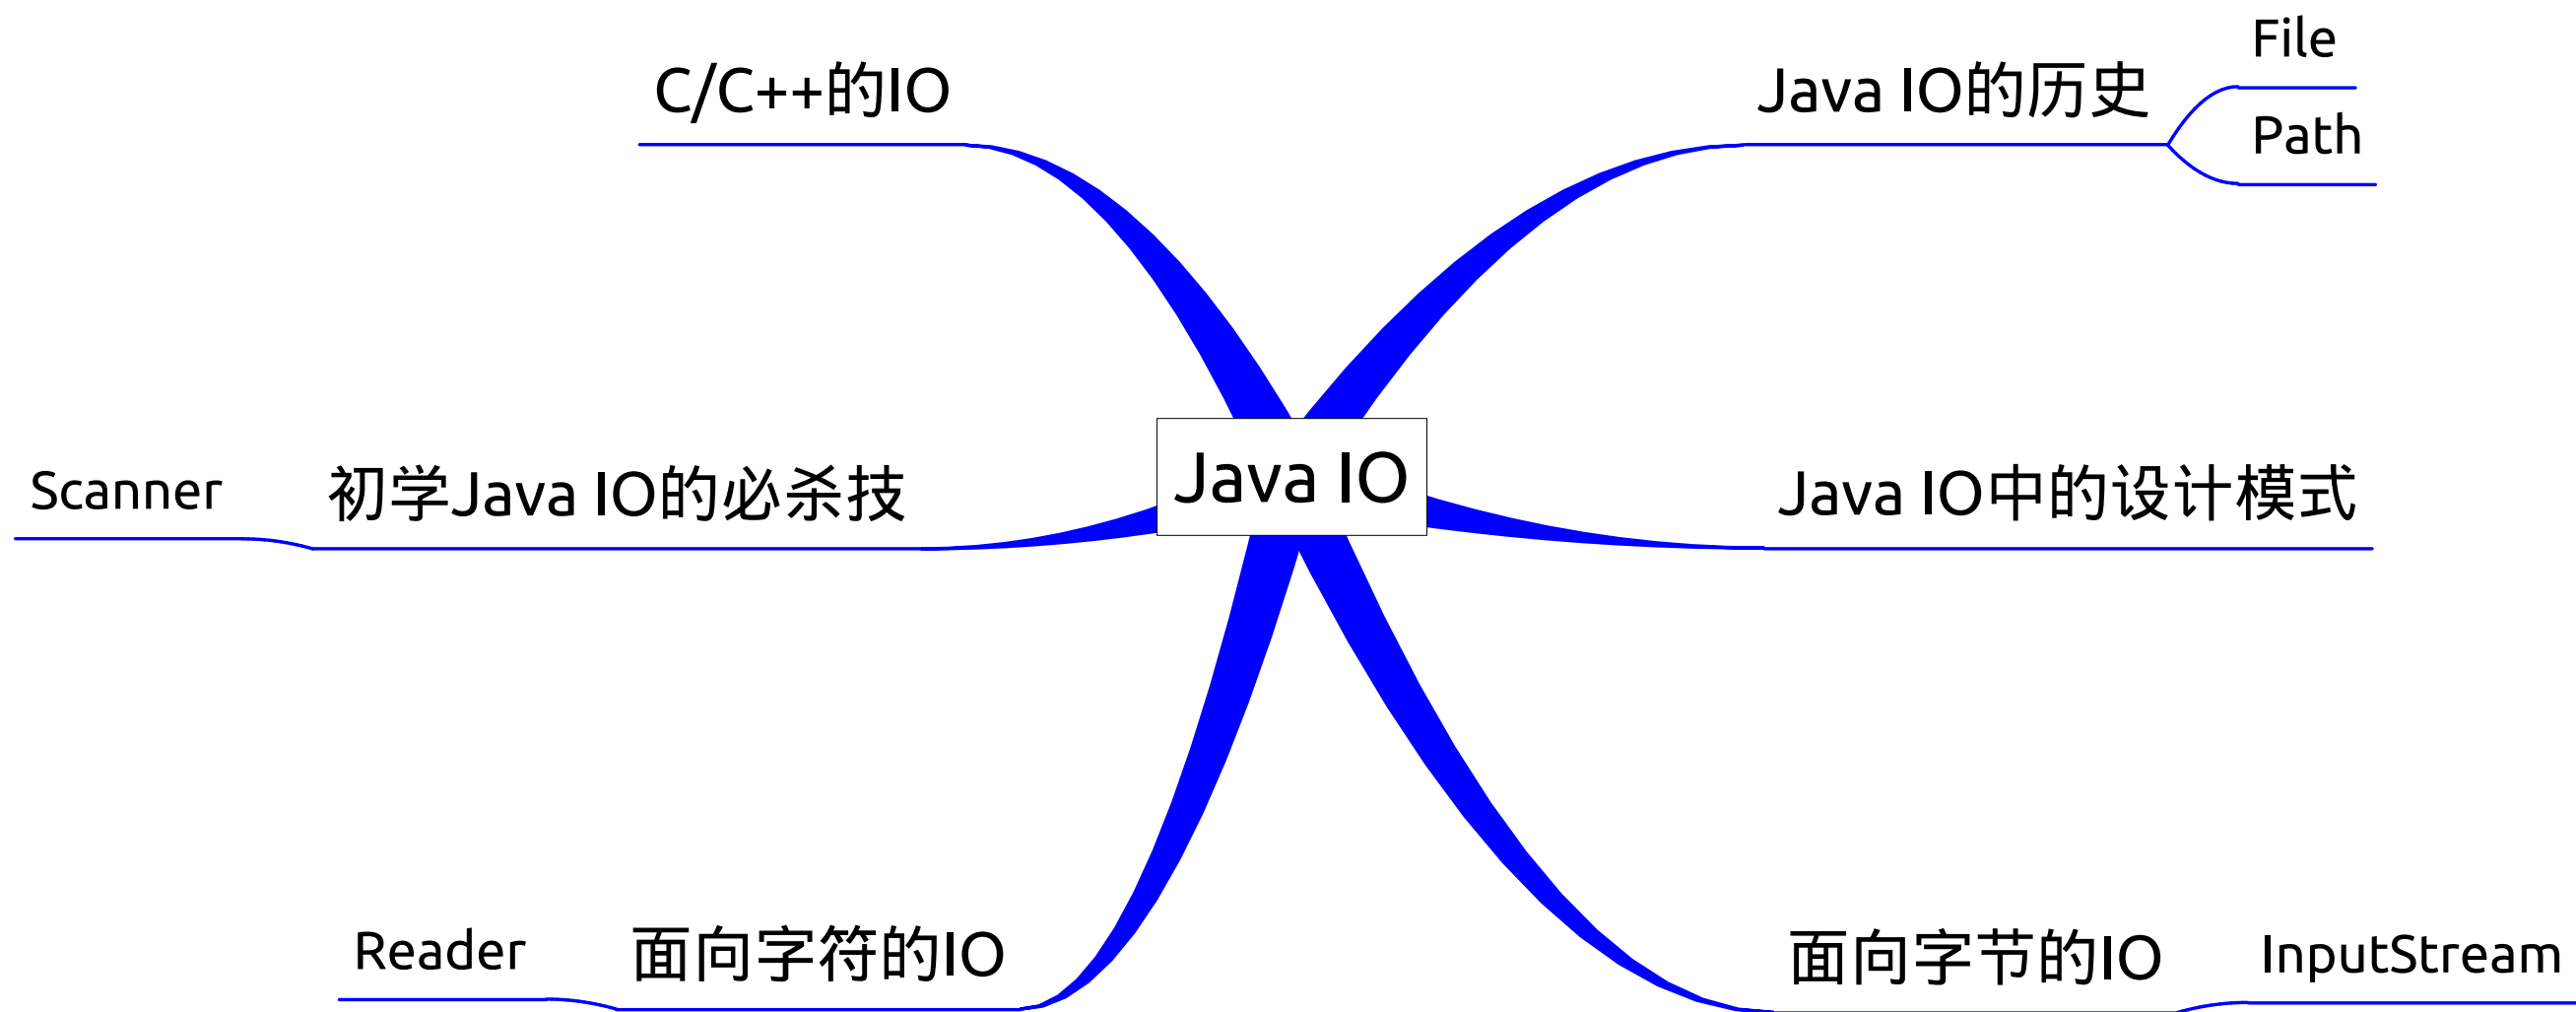 File
C/C++的IO
Java IO的历史
Path
Scanner
初学Java IO的必杀技
Java IO
Java IO中的设计模式
Reader
面向字符的IO
面向字节的IO
InputStream